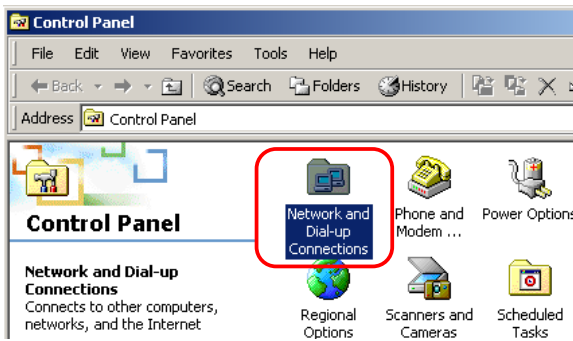 Control Panel
File Edit View Favorites Tools Help
Back Search Folders History
Address Control Panel
Control Panel
Network and Dial-up
Connections
Connects to other computers,
networks, and the Internet
Network and
Dial-up
Connections
Phone and
Modem ...
Power Options
Regional
Options
Scanners and
Cameras
Scheduled
Tasks